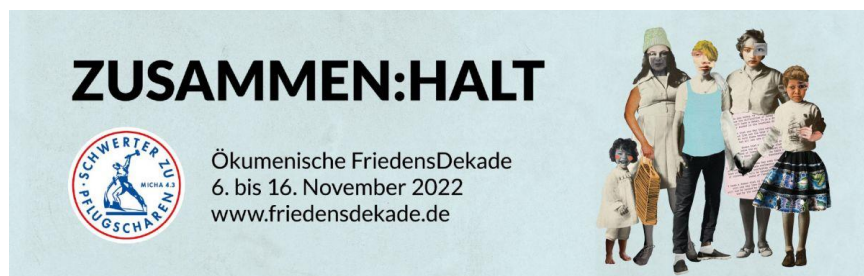 ZUSAMMEN:HALT
SCHWERTER ZU
PFLUGSCHAREN
MICHA 4.3
Ökumenische FriedensDekade
6. bis 16. November 2022
www.friedensdekade.de